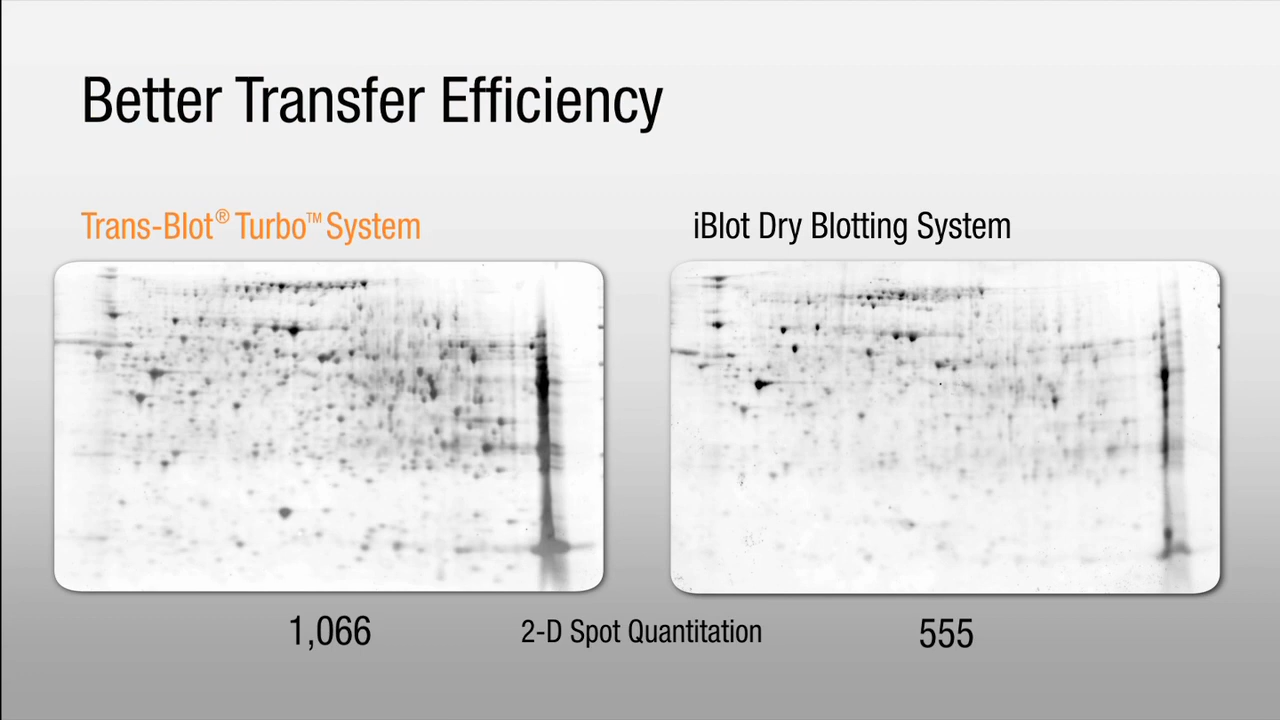 Better Transfer Efficiency
Trans-Blot® Turbo™ System
iBlot Dry Blotting System
1,066
2-D Spot Quantitation
555